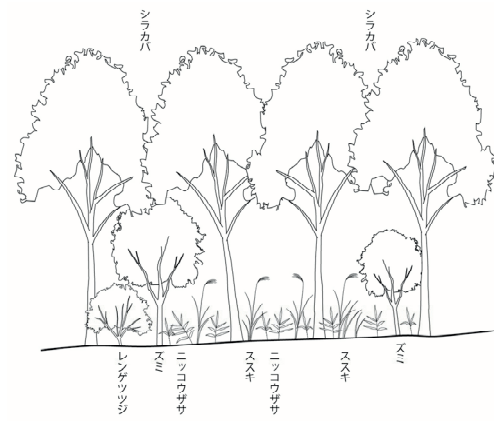 シラカバ
シラカバ
レンゲツツジ
ズミ
ニッコウザサ
ススキ
ニッコウザサ
ススキ
ズミ